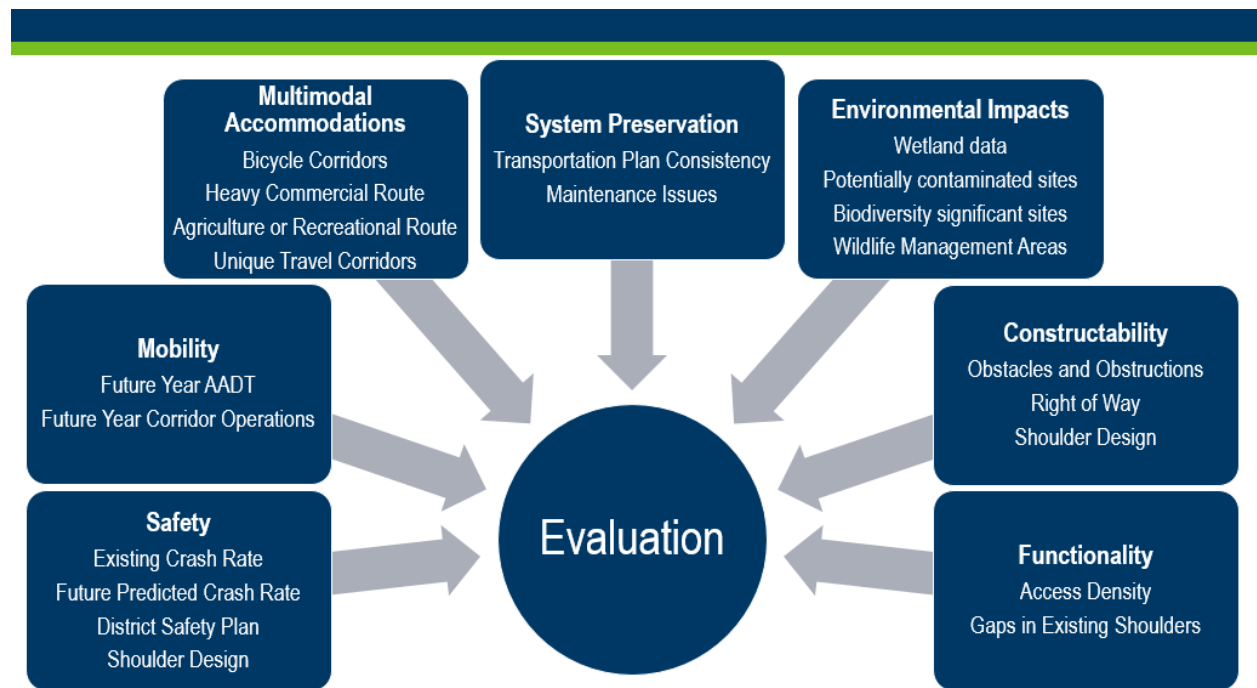 Multimodal
Accommodations
Bicycle Corridors
Heavy Commercial Route
Agriculture or Recreational Route
Unique Travel Corridors
System Preservation
Transportation Plan Consistency
Maintenance Issues
Environmental Impacts
Wetland data
Potentially contaminated sites
Biodiversity significant sites
Wildlife Management Areas
Mobility
Future Year AADT
Future Year Corridor Operations
Constructability
Obstacles and Obstructions
Right of Way
Shoulder Design
Safety
Existing Crash Rate
Future Predicted Crash Rate
District Safety Plan
Shoulder Design
Evaluation
Functionality
Access Density
Gaps in Existing Shoulders